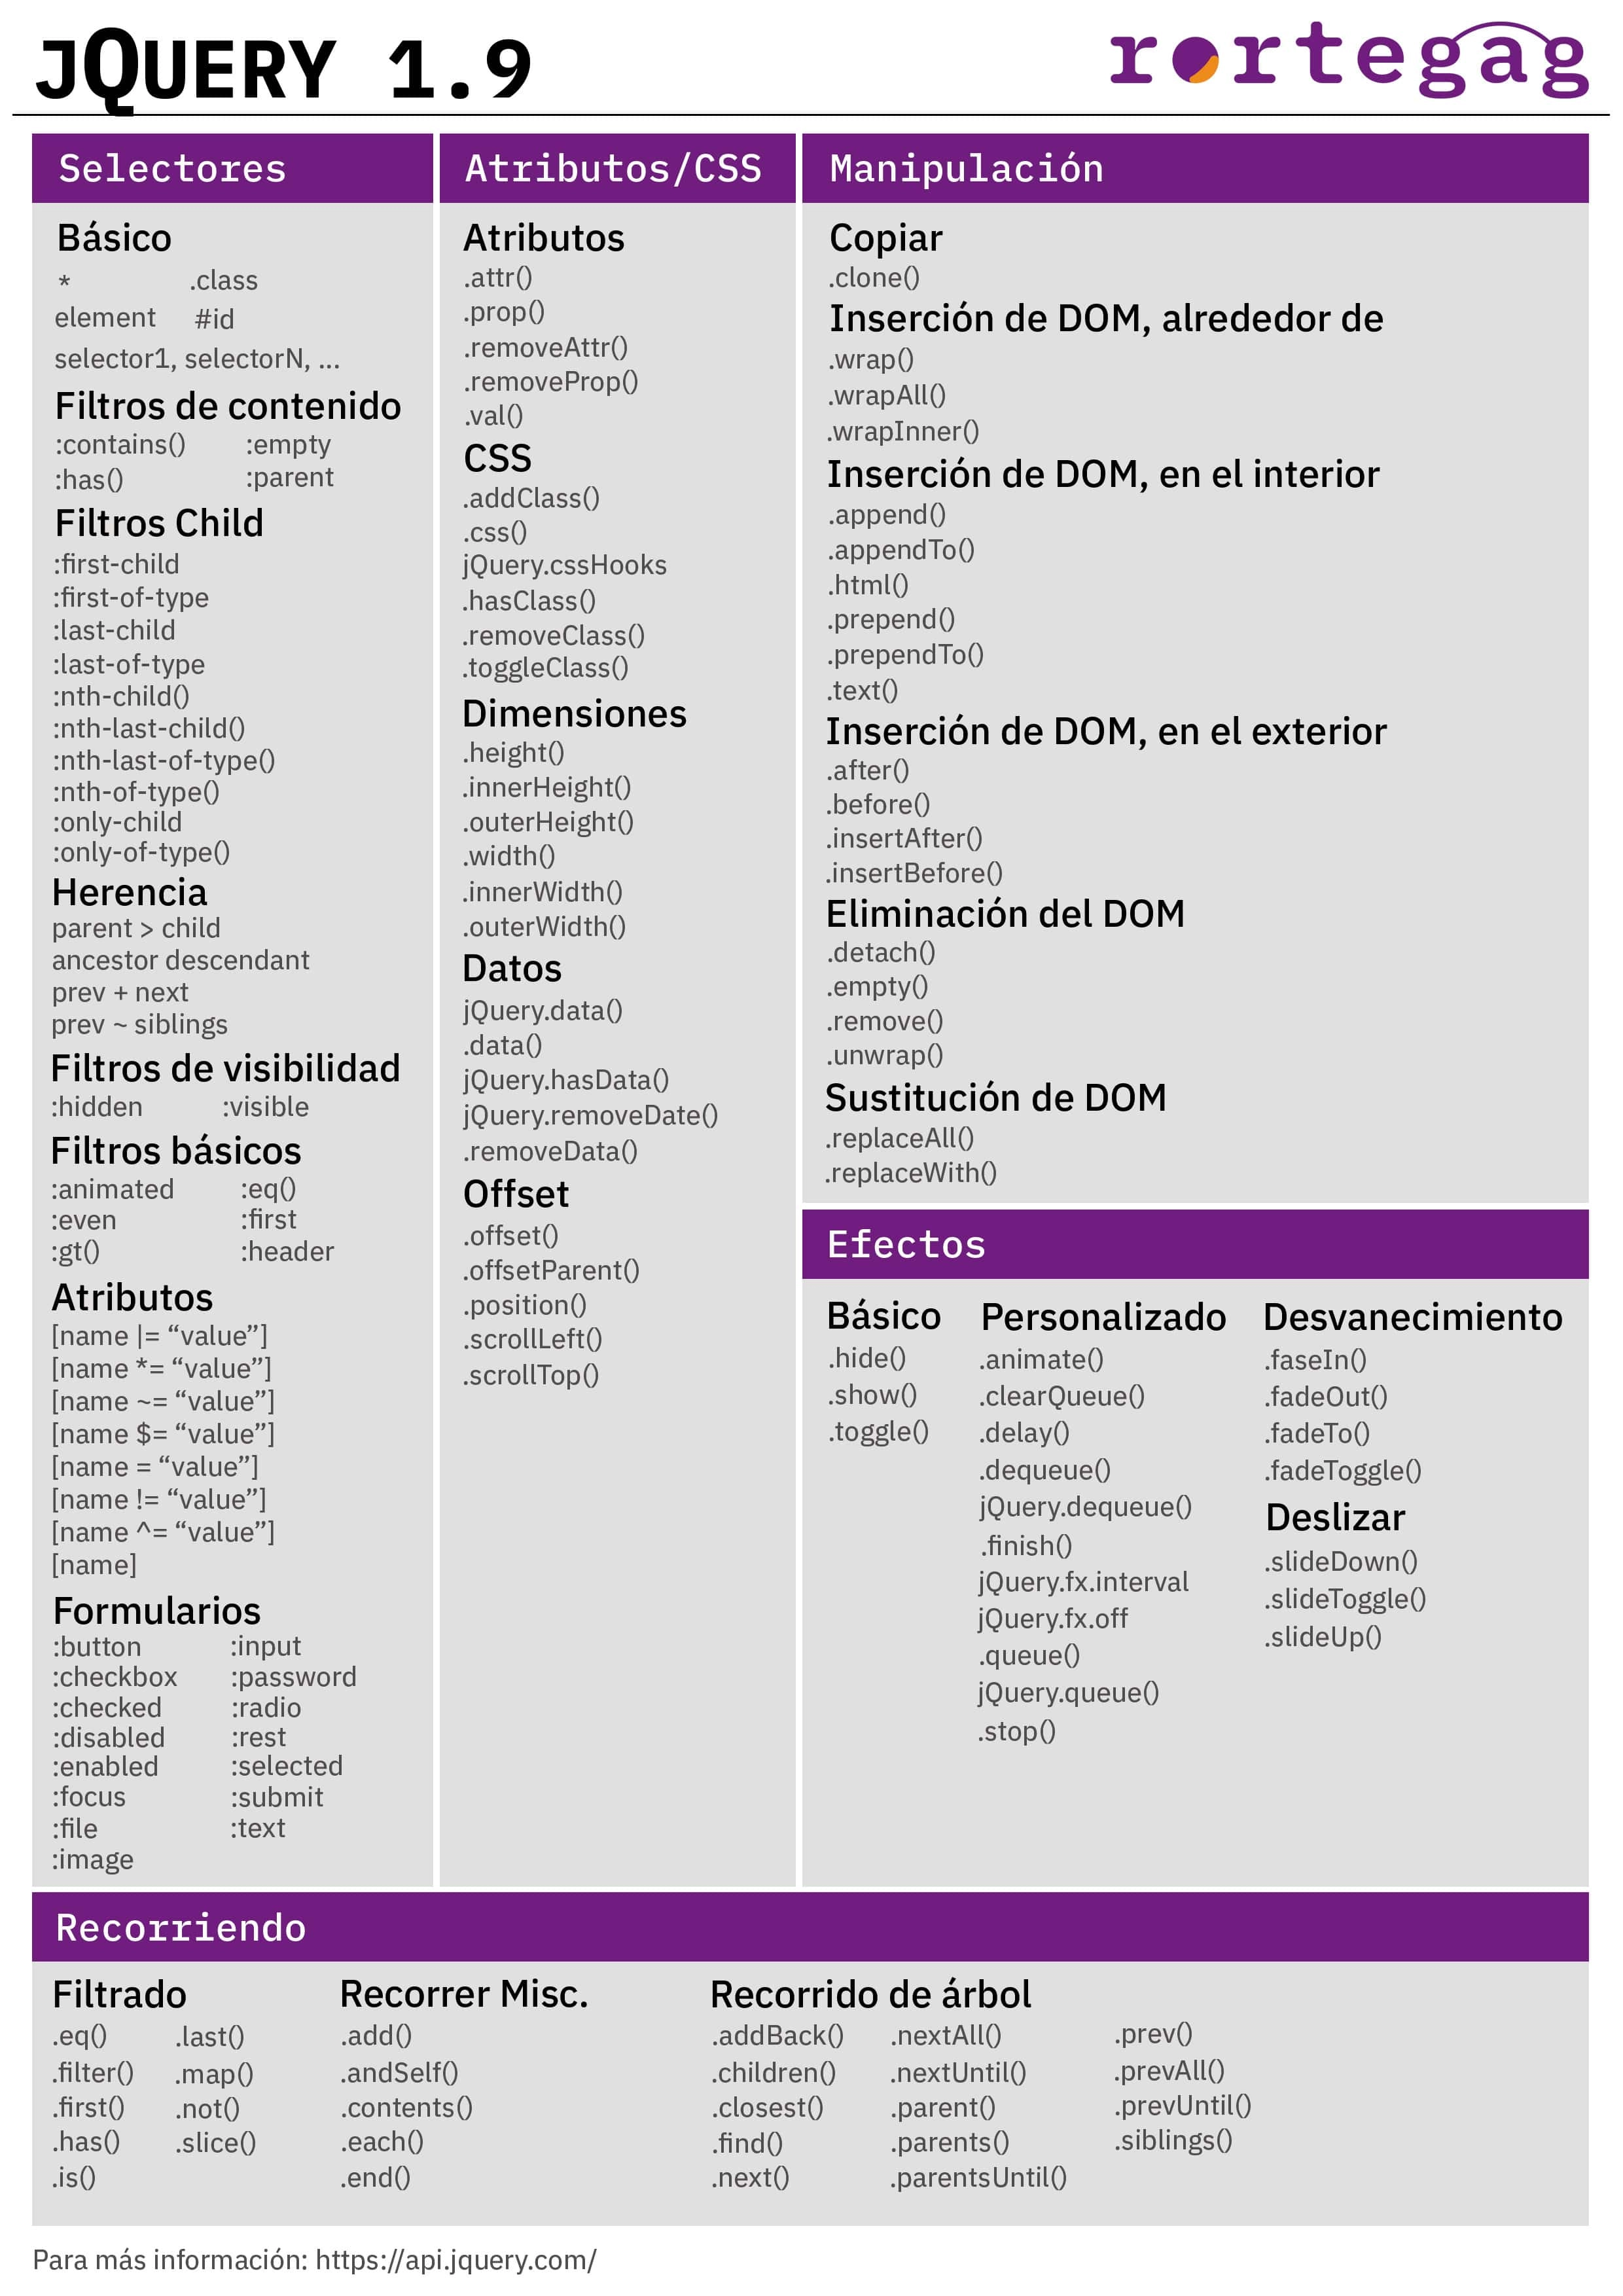 JQUERY 1.9
rortegag
Selectores
Básico
* .class
element #id
selector1, selectorN, ...
Filtros de contenido
:contains() :empty
:has() :parent
Filtros Child
:first-child
:first-of-type
:last-child
:last-of-type
:nth-child()
:nth-last-child()
:nth-last-of-type()
:nth-of-type()
:only-child
:only-of-type()
Herencia
parent > child
ancestor descendant
prev + next
prev ~ siblings
Filtros de visibilidad
:hidden :visible
Filtros básicos
:animated :eq()
:even :first
:gt() :header
Atributos
[name |= “value”]
[name *= “value”]
[name ~= “value”]
[name $= “value”]
[name = “value”]
[name != “value”]
[name ^= “value”]
[name]
Formularios
:button :input
:checkbox :password
:checked :radio
:disabled :rest
:enabled :selected
:focus :submit
:file :text
:image
Atributos/CSS
Atributos
.attr()
.prop()
.removeAttr()
.removeProp()
.val()
CSS
.addClass()
.css()
jQuery.cssHooks
.hasClass()
.removeClass()
.toggleClass()
Dimensiones
.height()
.innerHeight()
.outerHeight()
.width()
.innerWidth()
.outerWidth()
Datos
jQuery.data()
.data()
jQuery.hasData()
jQuery.removeDate()
.removeData()
Offset
.offset()
.offsetParent()
.position()
.scrollLeft()
.scrollTop()
Manipulación
Copiar
.clone()
Inserción de DOM, alrededor de
.wrap()
.wrapAll()
.wrapInner()
Inserción de DOM, en el interior
.append()
.appendTo()
.html()
.prepend()
.prependTo()
.text()
Inserción de DOM, en el exterior
.after()
.before()
.insertAfter()
.insertBefore()
Eliminación del DOM
.detach()
.empty()
.remove()
.unwrap()
Sustitución de DOM
.replaceAll()
.replaceWith()
Efectos
Básico
.hide()
.show()
.toggle()
Personalizado
.animate()
.clearQueue()
.delay()
.dequeue()
jQuery.dequeue()
.finish()
jQuery.fx.interval
jQuery.fx.off
.queue()
jQuery.queue()
.stop()
Desvanecimiento
.faseIn()
.fadeOut()
.fadeTo()
.fadeToggle()
Deslizar
.slideDown()
.slideToggle()
.slideUp()
Recorriendo
Filtrado
.eq() .last()
.filter() .map()
.first() .not()
.has() .slice()
.is()
Recorrer Misc.
.add()
.andSelf()
.contents()
.each()
.end()
Recorrido de árbol
.addBack() .nextAll() .prev()
.children() .nextUntil() .prevAll()
.closest() .parent() .prevUntil()
.find() .parents() .siblings()
.next() .parentsUntil()
Para más información: https://api.jquery.com/